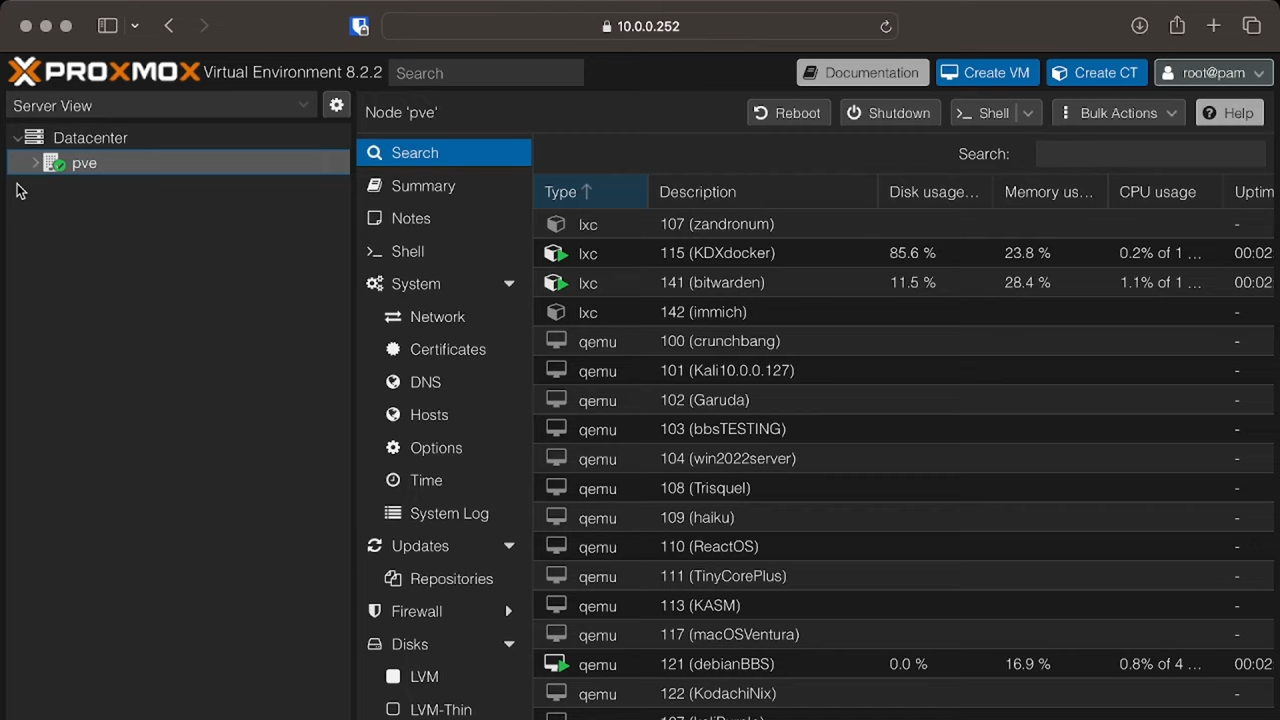 10.0.0.252
PROXMOX Virtual Environment 8.2.2 Search Documentation Create VM Create CT root@pam
Server View
Node 'pve' Reboot Shutdown Shell Bulk Actions Help
Datacenter
pve
Search
Summary
Notes
Shell
System
Network
Certificates
DNS
Hosts
Options
Time
System Log
Updates
Repositories
Firewall
Disks
LVM
LVM-Thin
Search:
Type Description Disk usage... Memory us... CPU usage Uptim
lxc 107 (zandronum) -
lxc 115 (KDXdocker) 85.6 % 23.8 % 0.2% of 1 ... 00:02
lxc 141 (bitwarden) 11.5 % 28.4 % 1.1% of 1 ... 00:02
lxc 142 (immich) -
qemu 100 (crunchbang) -
qemu 101 (Kali10.0.0.127) -
qemu 102 (Garuda) -
qemu 103 (bbsTESTING) -
qemu 104 (win2022server) -
qemu 108 (Trisquel) -
qemu 109 (haiku) -
qemu 110 (ReactOS) -
qemu 111 (TinyCorePlus) -
qemu 113 (KASM) -
qemu 117 (macOSVentura) -
qemu 121 (debianBBS) 0.0 % 16.9 % 0.8% of 4 ... 00:02
qemu 122 (KodachiNix) -